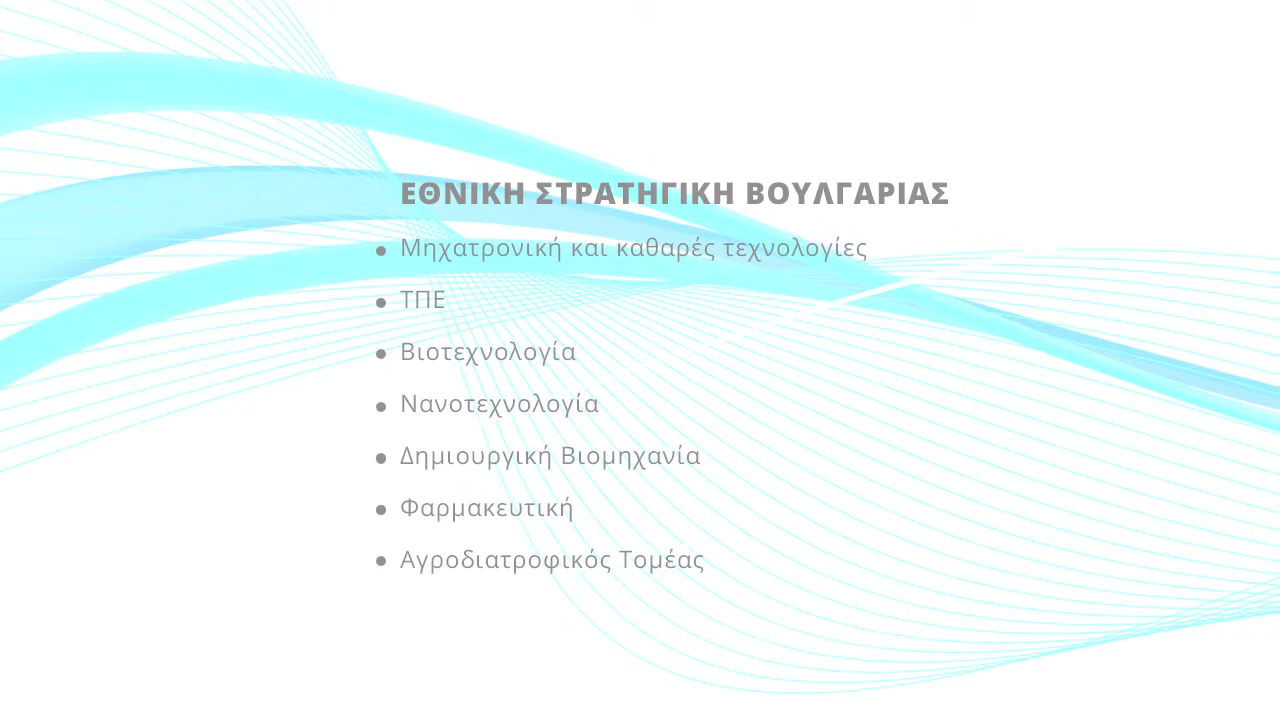 ΕΘΝΙΚΗ ΣΤΡΑΤΗΓΙΚΗ ΒΟΥΛΓΑΡΙΑΣ
• Μηχατρονική και καθαρές τεχνολογίες
• ΤΠΕ
• Βιοτεχνολογία
• Νανοτεχνολογία
• Δημιουργική Βιομηχανία
• Φαρμακευτική
• Αγροδιατροφικός Τομέας